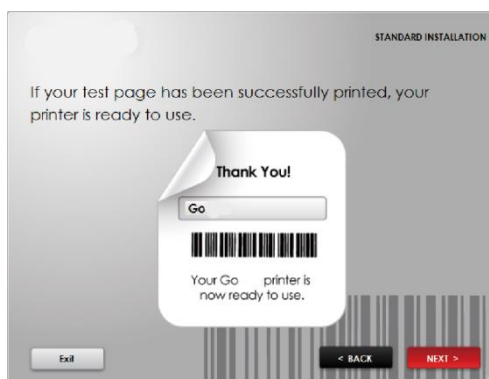 STANDARD INSTALLATION
If your test page has been successfully printed, your
printer is ready to use.
Thank You!
Go
Your Go printer is
now ready to use.
Exit
< BACK
NEXT >